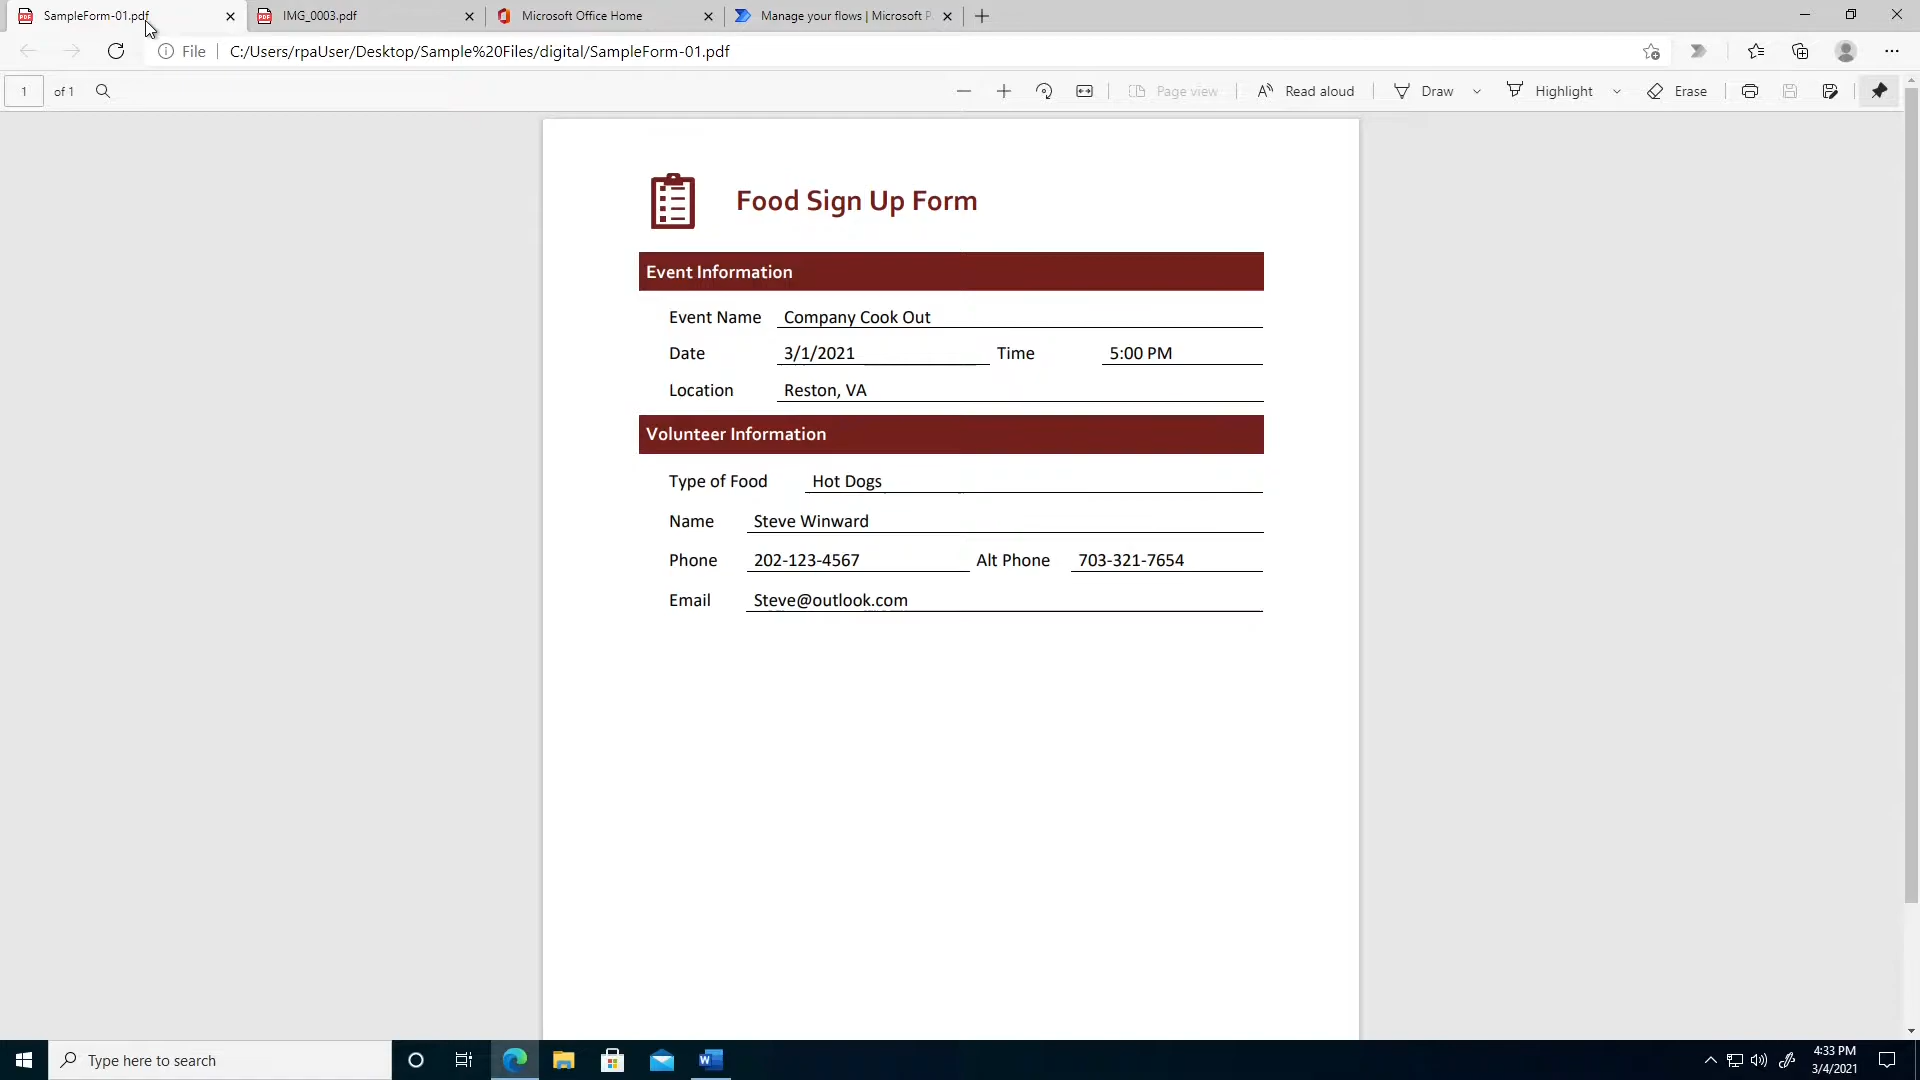 SampleForm-01.pdf
IMG_0003.pdf
Microsoft Office Home
Manage your flows | Microsoft P
File
C:/Users/rpaUser/Desktop/Sample%20Files/digital/SampleForm-01.pdf
1 of 1
Page view
Read aloud
Draw
Highlight
Erase
Food Sign Up Form
Event Information
Event Name Company Cook Out
Date 3/1/2021 Time 5:00 PM
Location Reston, VA
Volunteer Information
Type of Food Hot Dogs
Name Steve Winward
Phone 202-123-4567 Alt Phone 703-321-7654
Email Steve@outlook.com
Type here to search
4:33 PM
3/4/2021